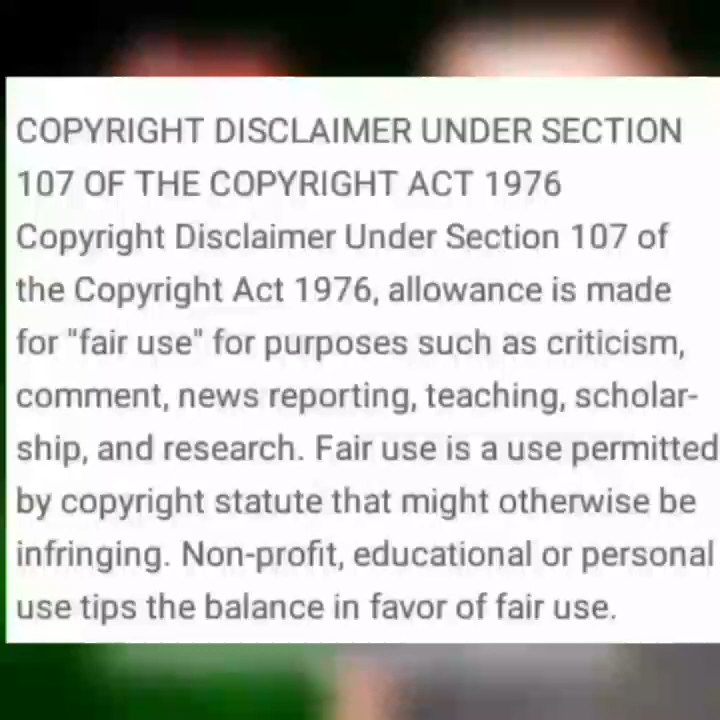 COPYRIGHT DISCLAIMER UNDER SECTION
107 OF THE COPYRIGHT ACT 1976
Copyright Disclaimer Under Section 107 of
the Copyright Act 1976, allowance is made
for "fair use" for purposes such as criticism,
comment, news reporting, teaching, scholar-
ship, and research. Fair use is a use permitted
by copyright statute that might otherwise be
infringing. Non-profit, educational or personal
use tips the balance in favor of fair use.